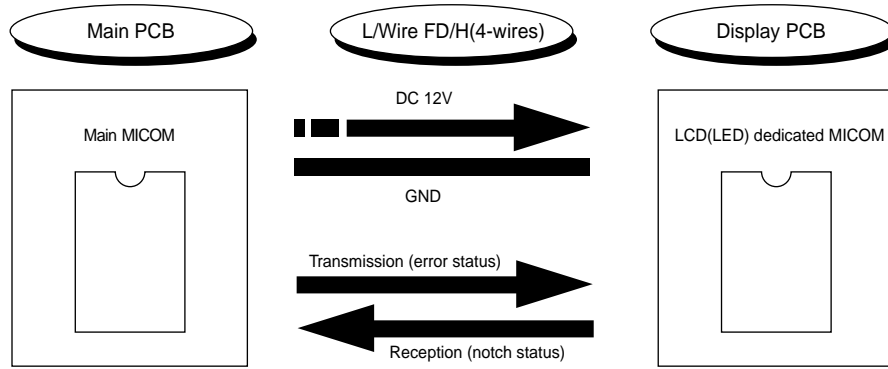 Main PCB
L/Wire FD/H(4-wires)
Display PCB
DC 12V
Main MICOM
LCD(LED) dedicated MICOM
GND
Transmission (error status)
Reception (notch status)